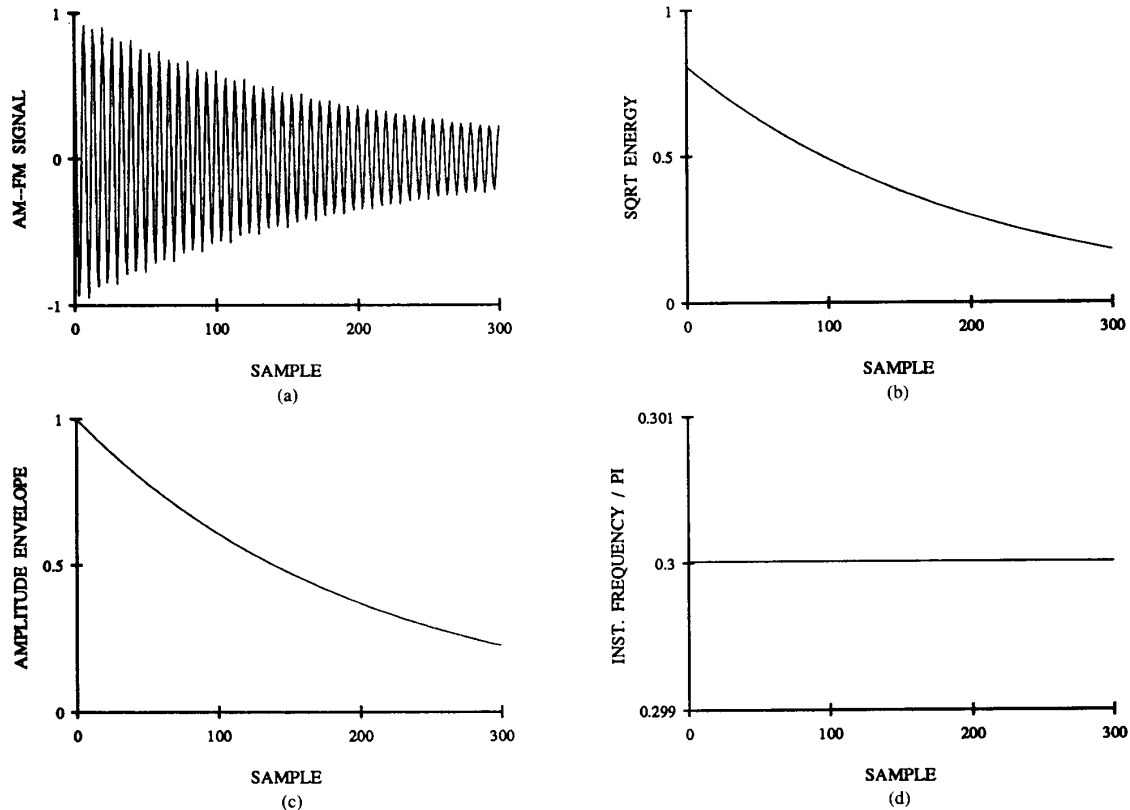 1
AM–FM SIGNAL
0
-1
0
100
200
300
SAMPLE
(a)
1
SQRT ENERGY
0.5
0
0
100
200
300
SAMPLE
(b)
1
AMPLITUDE ENVELOPE
0.5
0
0
100
200
300
SAMPLE
(c)
0.301
INST. FREQUENCY / PI
0.3
0.299
0
100
200
300
SAMPLE
(d)